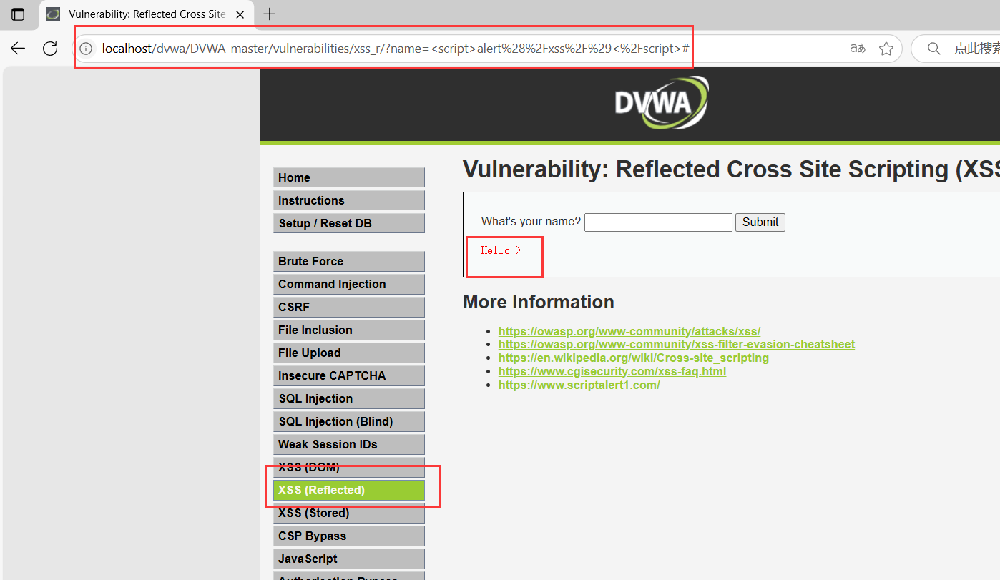 Vulnerability: Reflected Cross Site
localhost/dvwa/DVWA-master/vulnerabilities/xss_r/?name=<script>alert%28%2Fxss%2F%29<%2Fscript>#
aあ
点此搜索
DVWA
Home
Instructions
Setup / Reset DB
Brute Force
Command Injection
CSRF
File Inclusion
File Upload
Insecure CAPTCHA
SQL Injection
SQL Injection (Blind)
Weak Session IDs
XSS (DOM)
XSS (Reflected)
XSS (Stored)
CSP Bypass
JavaScript
Authorisation Bypass
Vulnerability: Reflected Cross Site Scripting (XSS
What's your name?
Submit
Hello >
More Information
https://owasp.org/www-community/attacks/xss/
https://owasp.org/www-community/xss-filter-evasion-cheatsheet
https://en.wikipedia.org/wiki/Cross-site_scripting
https://www.cgisecurity.com/xss-faq.html
https://www.scriptalert1.com/